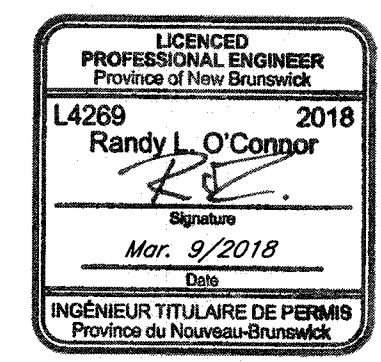 LICENCED
PROFESSIONAL ENGINEER
Province of New Brunswick
L4269 2018
Randy L. O'Connor
Signature
Mar. 9/2018
Date
INGÉNIEUR TITULAIRE DE PERMIS
Province du Nouveau-Brunswick